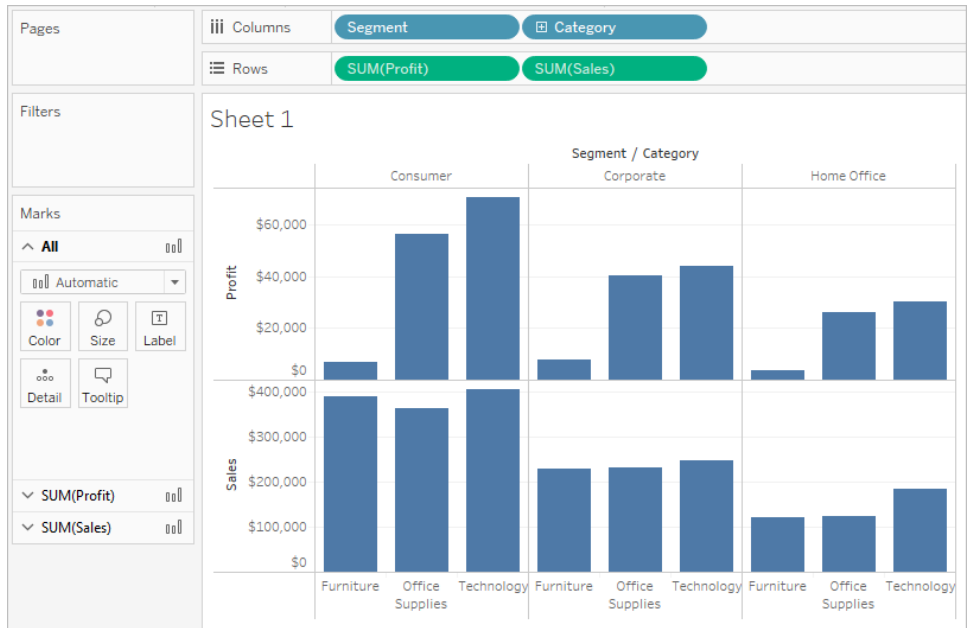 Pages
Columns
Segment
Category
Rows
SUM(Profit)
SUM(Sales)
Filters
Marks
All
Automatic
Color
Size
Label
Detail
Tooltip
SUM(Profit)
SUM(Sales)
Sheet 1
Segment / Category
Consumer
Corporate
Home Office
Profit
$60,000
$40,000
$20,000
$0
Sales
$400,000
$300,000
$200,000
$100,000
$0
Furniture
Office
Supplies
Technology
Furniture
Office
Supplies
Technology
Furniture
Office
Supplies
Technology